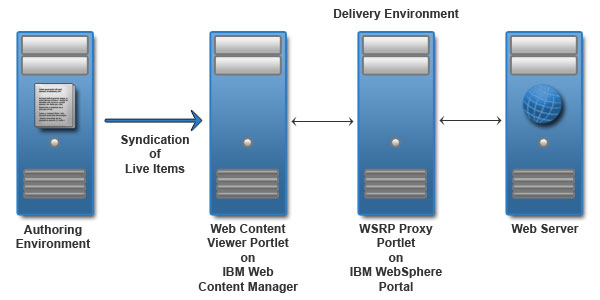 Delivery Environment
Syndication
of
Live Items
Authoring
Environment
Web Content
Viewer Portlet
on
IBM Web
Content Manager
WSRP Proxy
Portlet
on
IBM WebSphere
Portal
Web Server